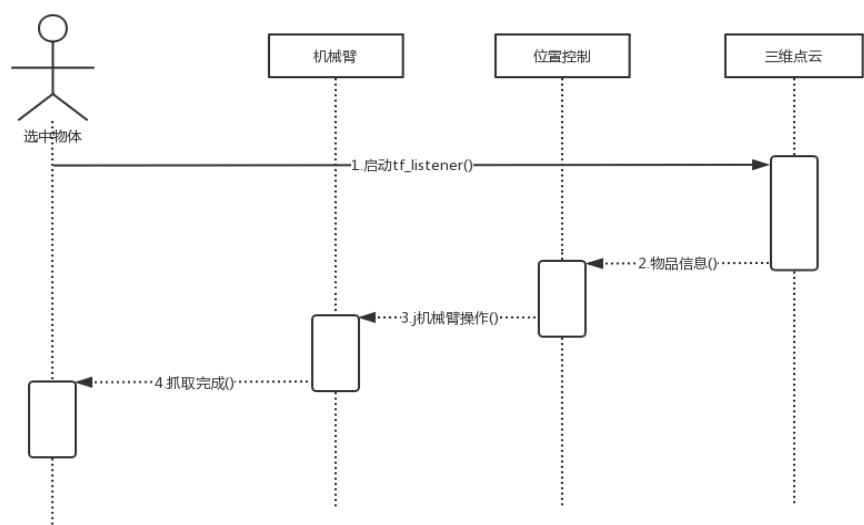 机械臂
位置控制
三维点云
选中物体
1.启动tf_listener()
2.物品信息()
3.j机械臂操作()
4.抓取完成()